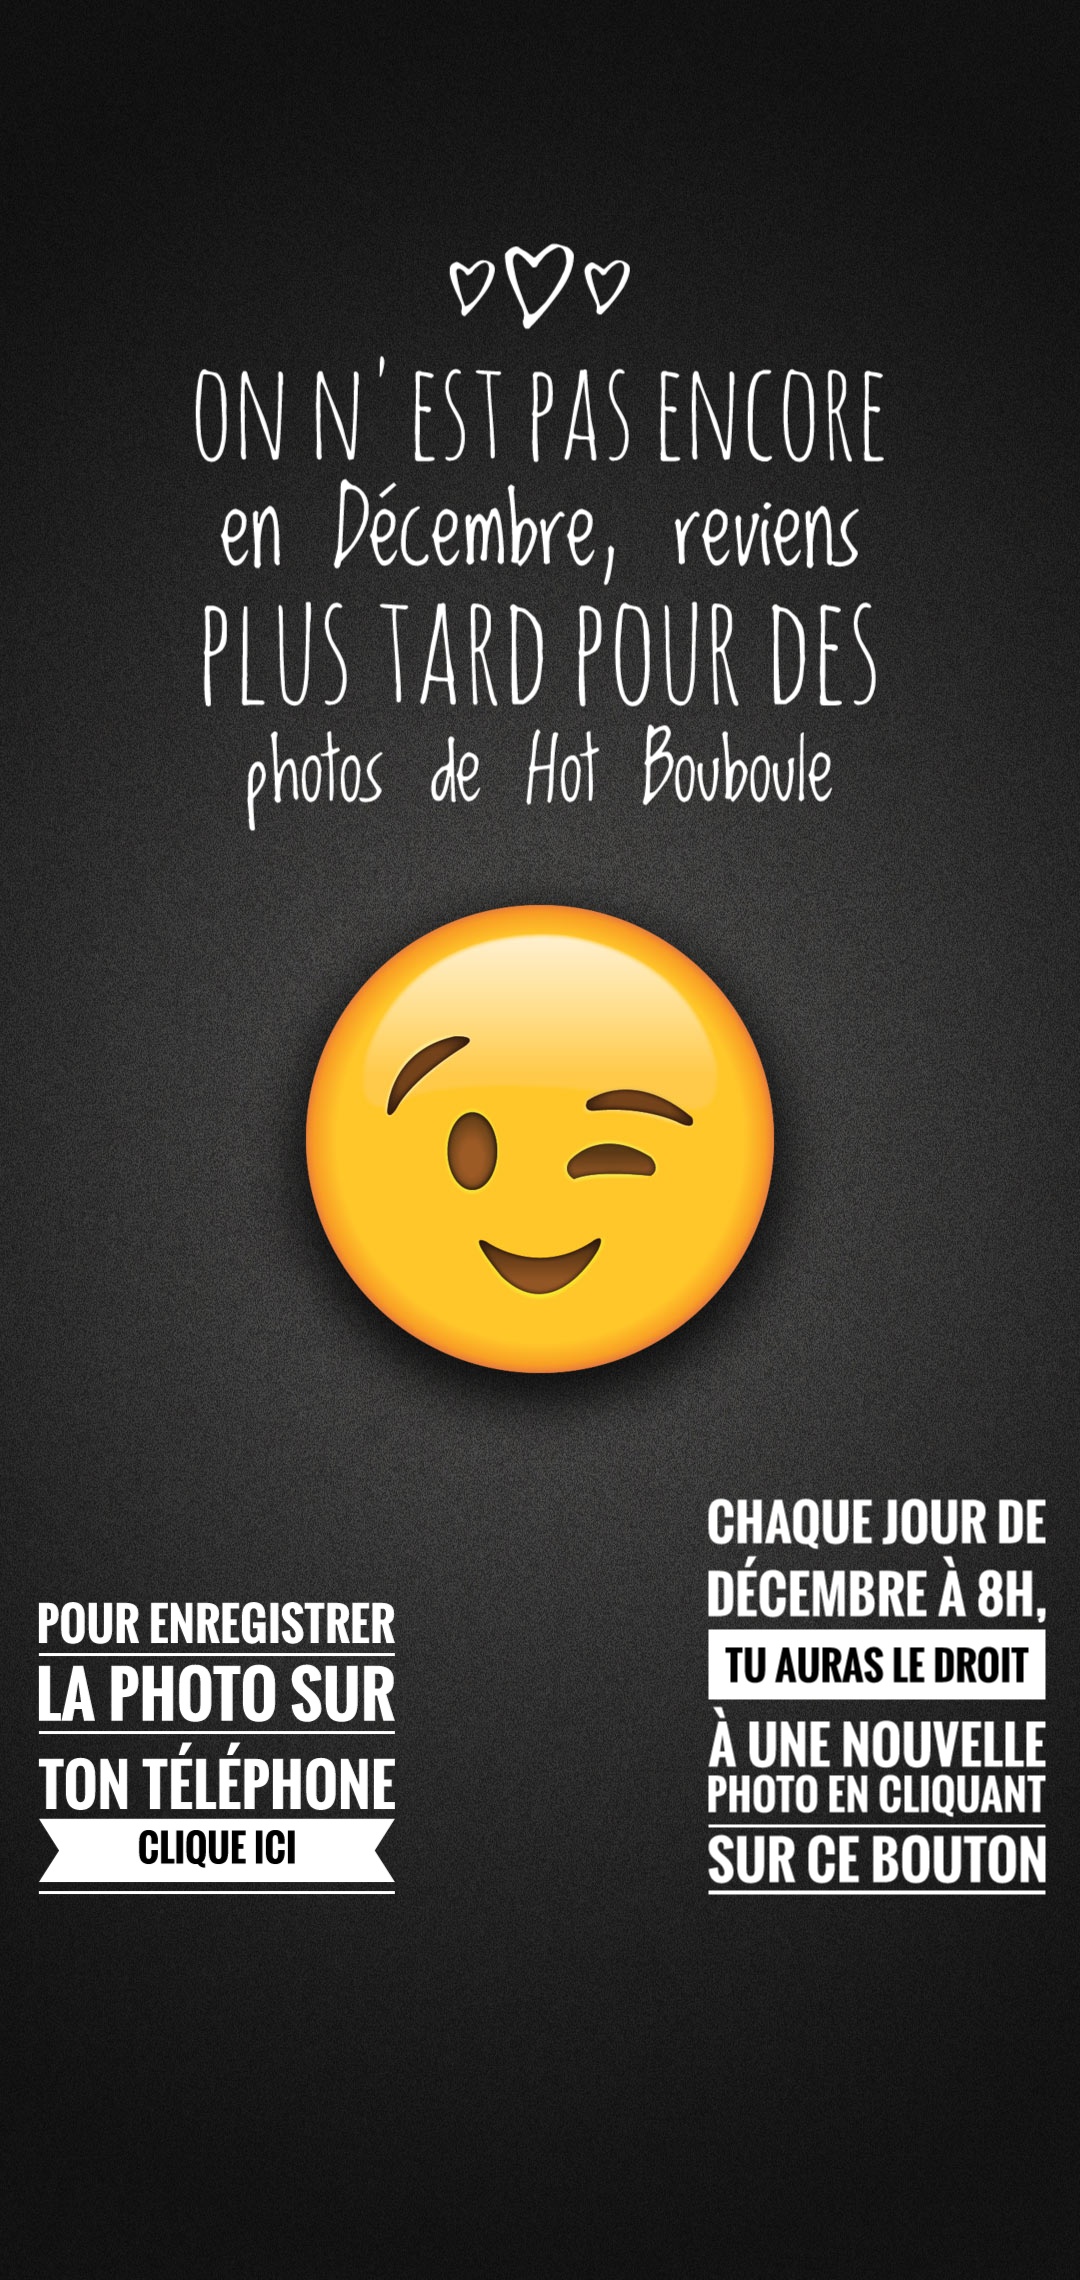 ON N'EST PAS ENCORE
en Décembre, reviens
PLUS TARD POUR DES
photos de Hot Bouboule
POUR ENREGISTRER
LA PHOTO SUR
TON TÉLÉPHONE
CLIQUE ICI
CHAQUE JOUR DE
DÉCEMBRE À 8H,
TU AURAS LE DROIT
À UNE NOUVELLE
PHOTO EN CLIQUANT
SUR CE BOUTON